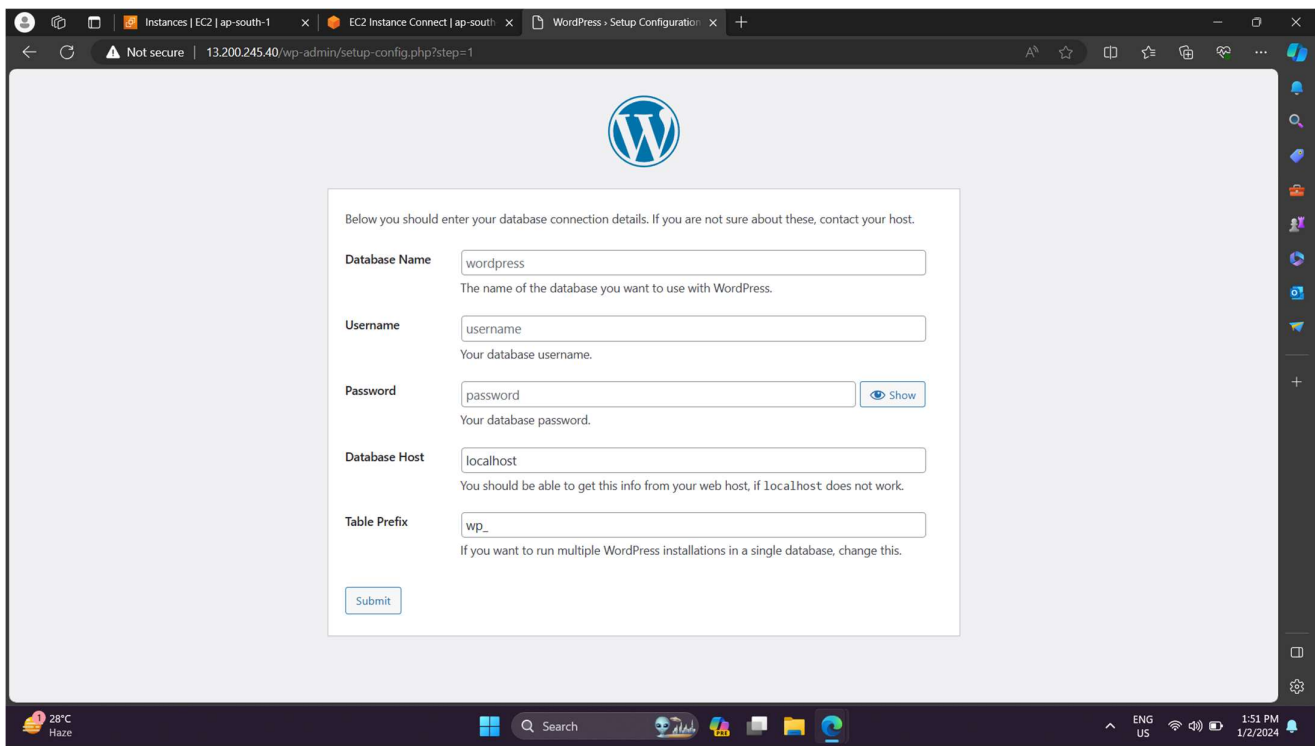 Instances | EC2 | ap-south-1
EC2 Instance Connect | ap-south
WordPress › Setup Configuration
Not secure | 13.200.245.40/wp-admin/setup-config.php?step=1
Below you should enter your database connection details. If you are not sure about these, contact your host.
Database Name
wordpress
The name of the database you want to use with WordPress.
Username
username
Your database username.
Password
password
Show
Your database password.
Database Host
localhost
You should be able to get this info from your web host, if localhost does not work.
Table Prefix
wp_
If you want to run multiple WordPress installations in a single database, change this.
Submit
1
28°C
Haze
Search
PRE
ENG
US
1:51 PM
1/2/2024